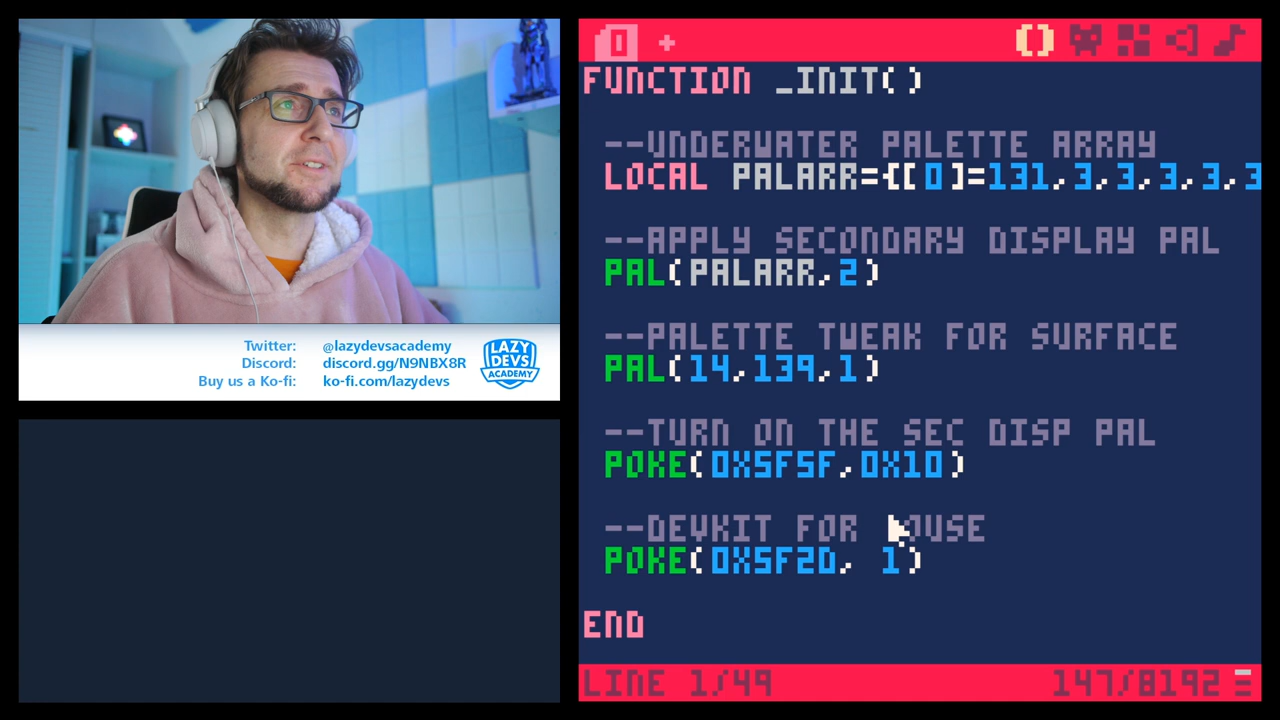 Twitter: @lazydevsacademy
Discord: discord.gg/N9NBX8R
Buy us a Ko-fi: ko-fi.com/lazydevs
LAZY
DEVS
ACADEMY
0 +
FUNCTION _INIT()
--UNDERWATER PALETTE ARRAY
LOCAL PALARR={[0]=131,3,3,3,3,3
--APPLY SECONDARY DISPLAY PAL
PAL(PALARR,2)
--PALETTE TWEAK FOR SURFACE
PAL(14,139,1)
--TURN ON THE SEC DISP PAL
POKE(0X5F5F,0X10)
--DEVKIT FOR MOUSE
POKE(0X5F2D, 1)
END
LINE 1/49
147/8192